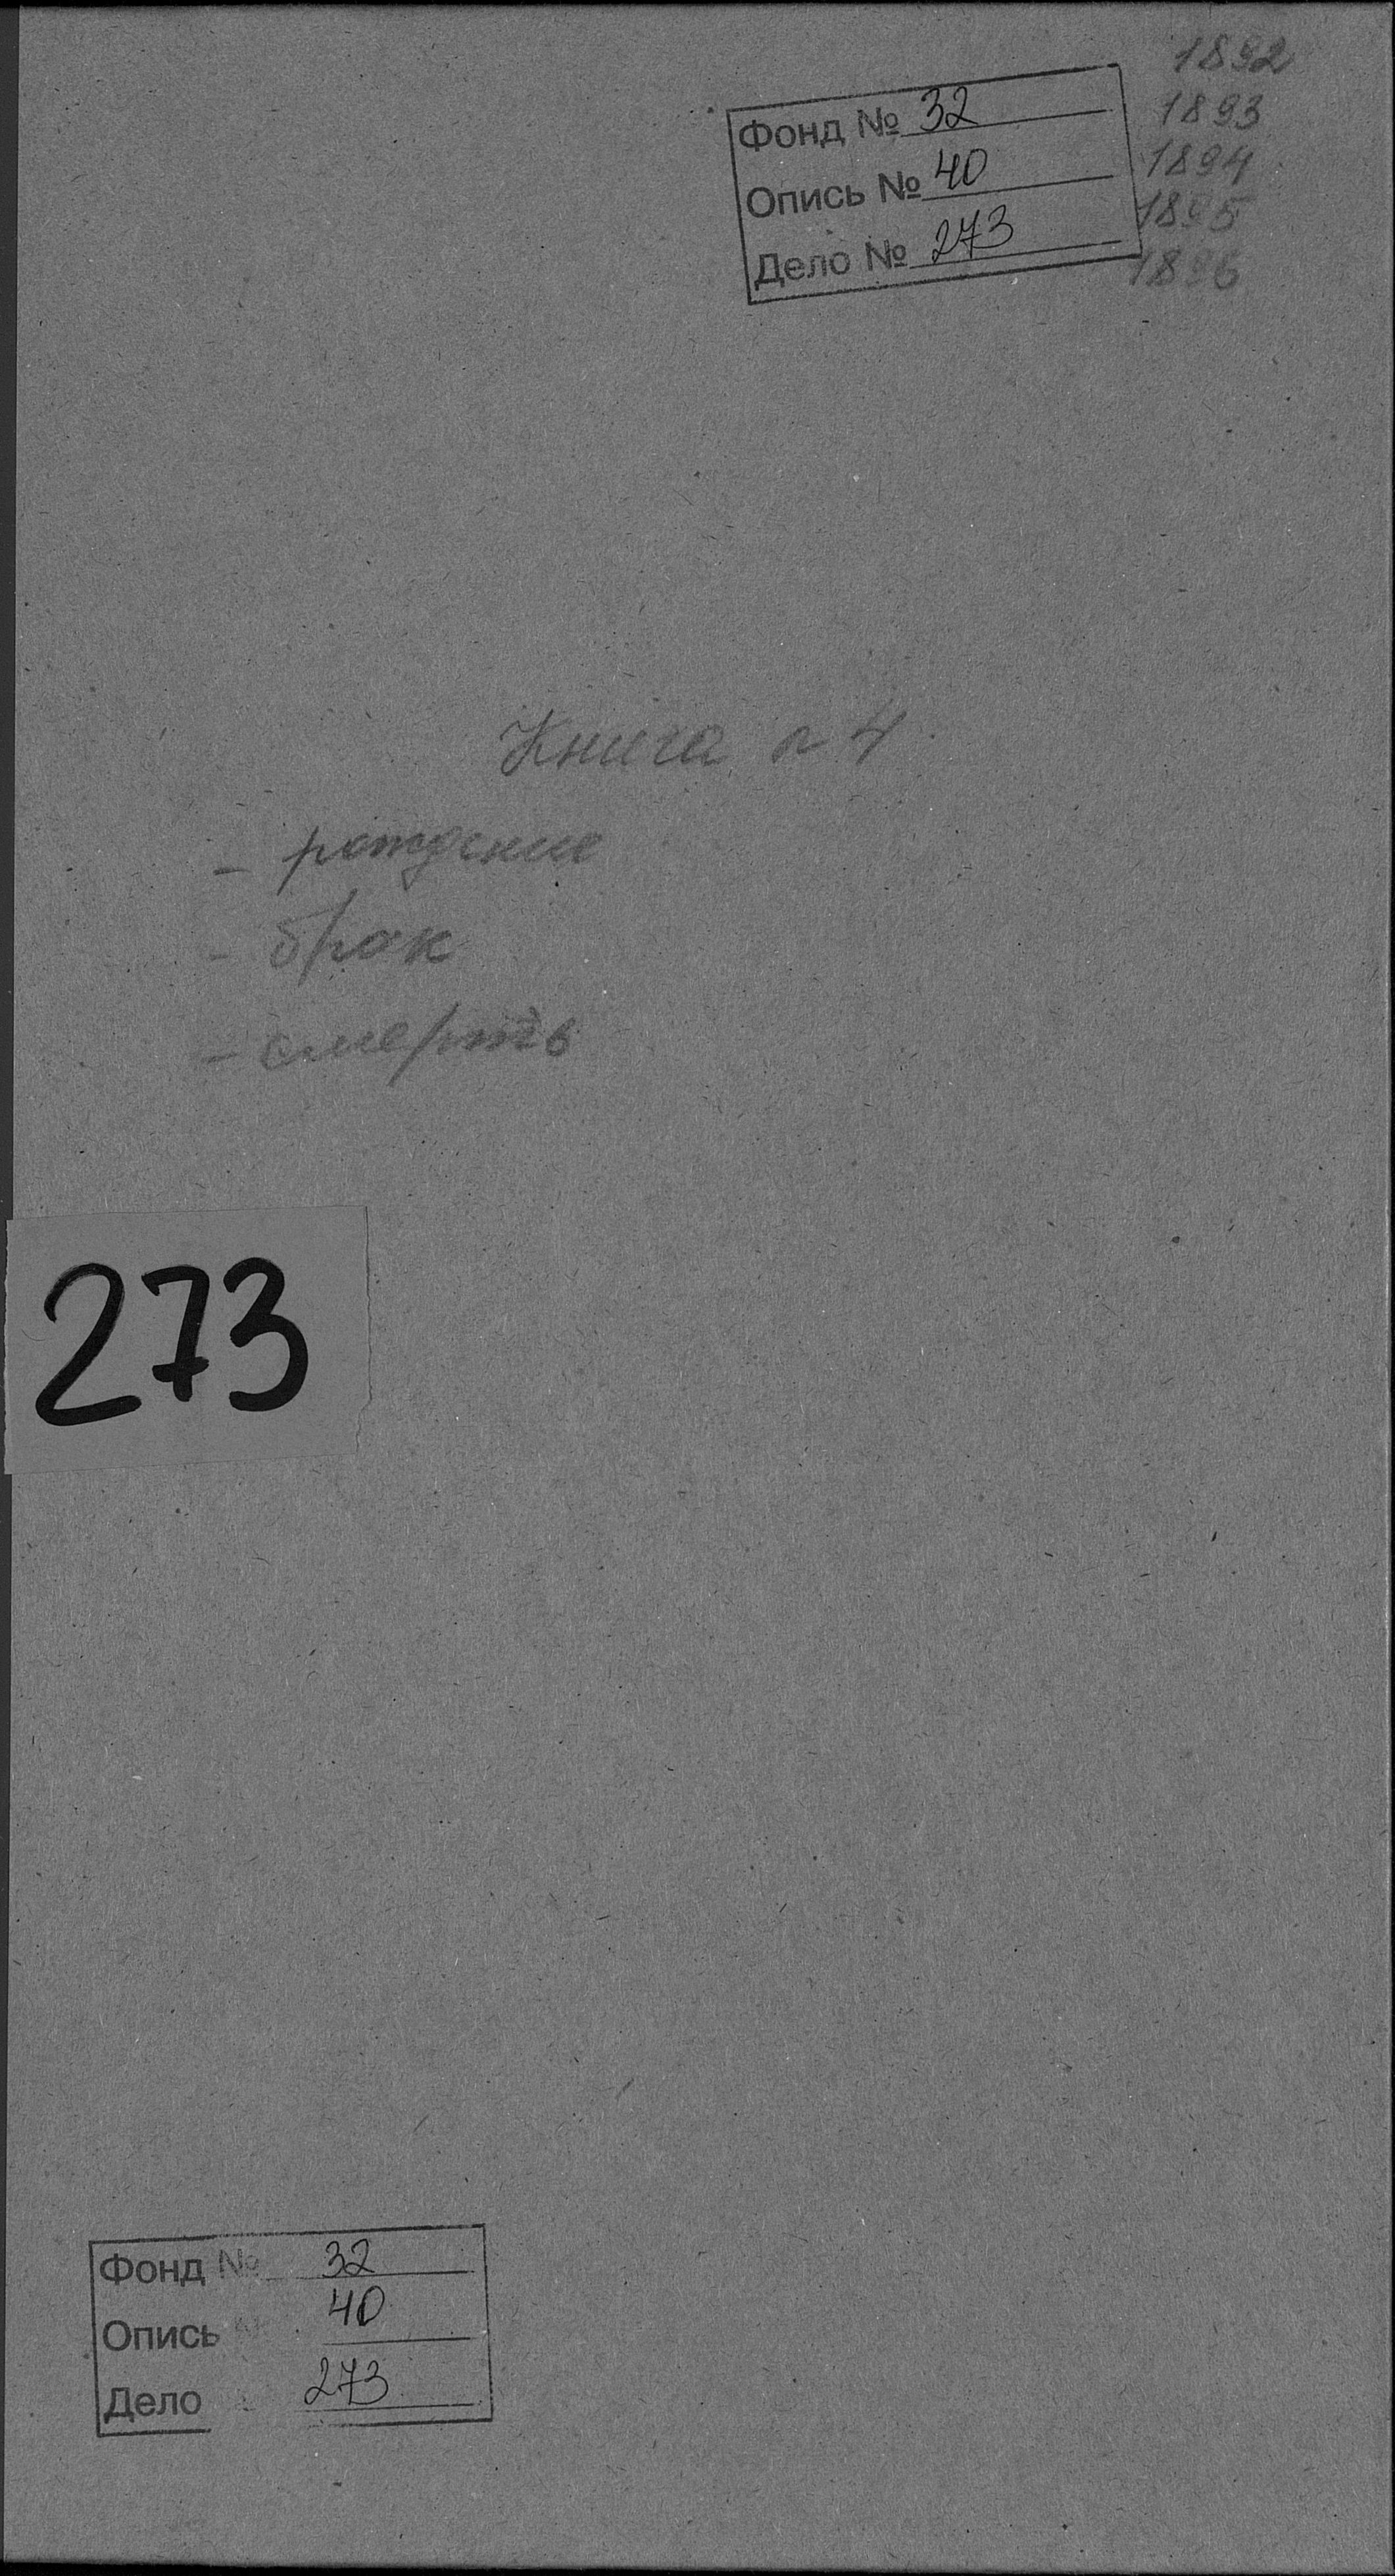 1892
1893
1894
1895
1896
Фонд № 32
Опись № 40
Дело № 273
Книга n 4
- рождение
- брак
- смерть
273
Фонд № 32
Опись № 40
Дело 273